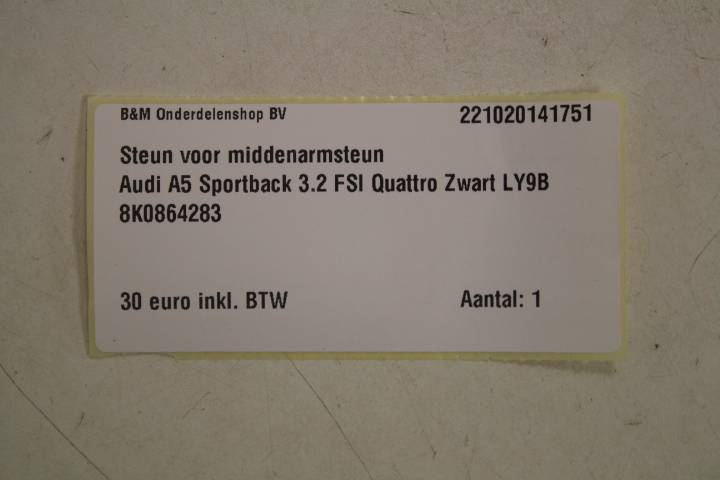 B&M Onderdelenshop BV 221020141751
Steun voor middenarmsteun
Audi A5 Sportback 3.2 FSI Quattro Zwart LY9B
8K0864283
30 euro inkl. BTW Aantal: 1